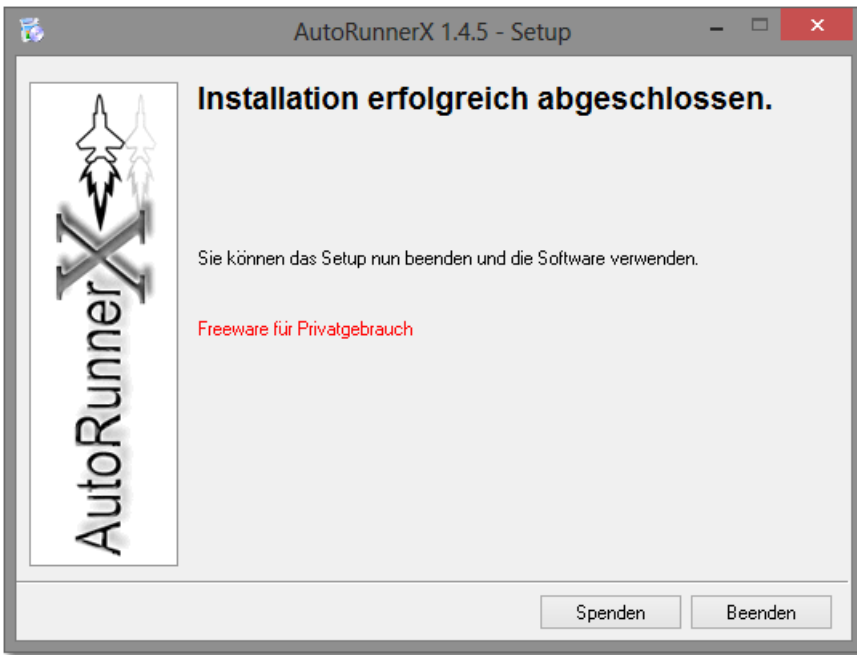 AutoRunnerX 1.4.5 - Setup
AutoRunnerX
Installation erfolgreich abgeschlossen.
Sie können das Setup nun beenden und die Software verwenden.
Freeware für Privatgebrauch
Spenden
Beenden